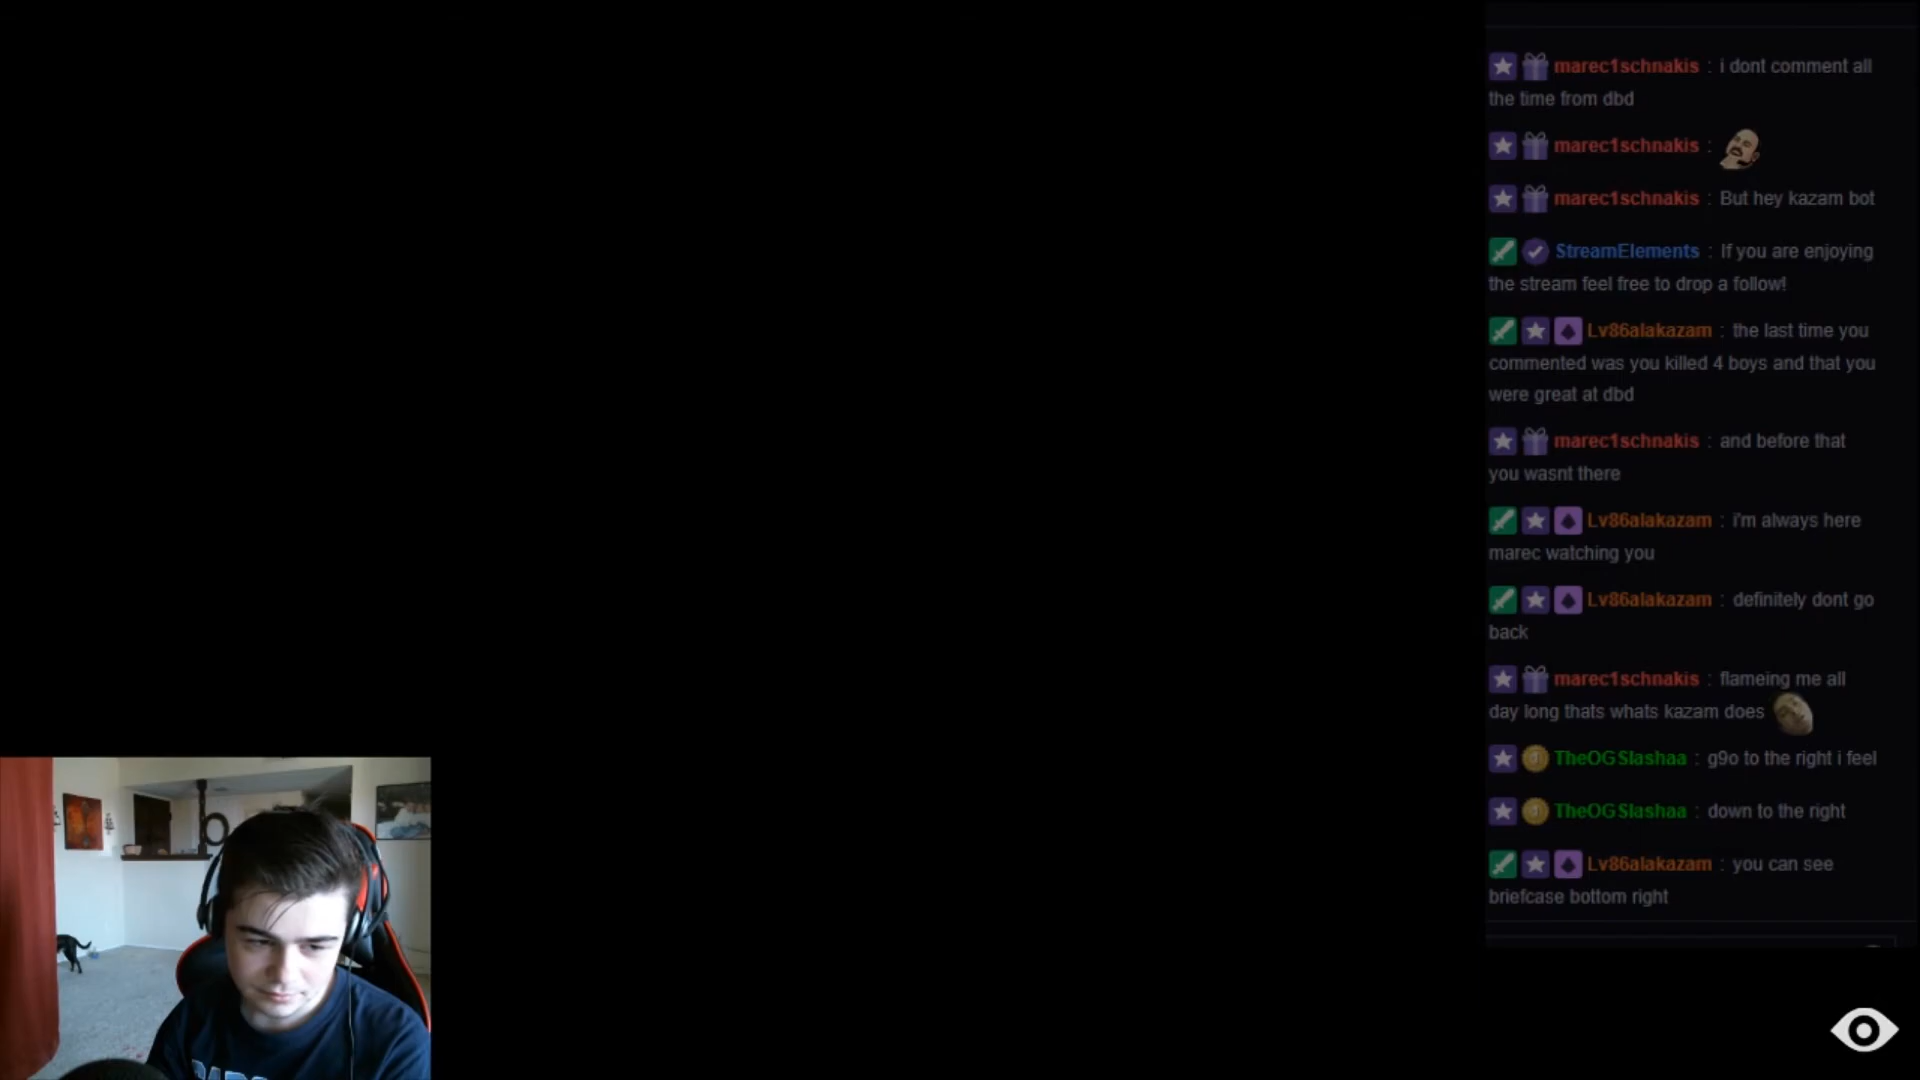 marec1schnakis : i dont comment all
the time from dbd
marec1schnakis :
marec1schnakis : But hey kazam bot
StreamElements : If you are enjoying
the stream feel free to drop a follow!
Lv86alakazam : the last time you
commented was you killed 4 boys and that you
were great at dbd
marec1schnakis : and before that
you wasnt there
Lv86alakazam : i'm always here
marec watching you
Lv86alakazam : definitely dont go
back
marec1schnakis : flameing me all
day long thats whats kazam does
TheOGSlashaa : g9o to the right i feel
TheOGSlashaa : down to the right
Lv86alakazam : you can see
briefcase bottom right